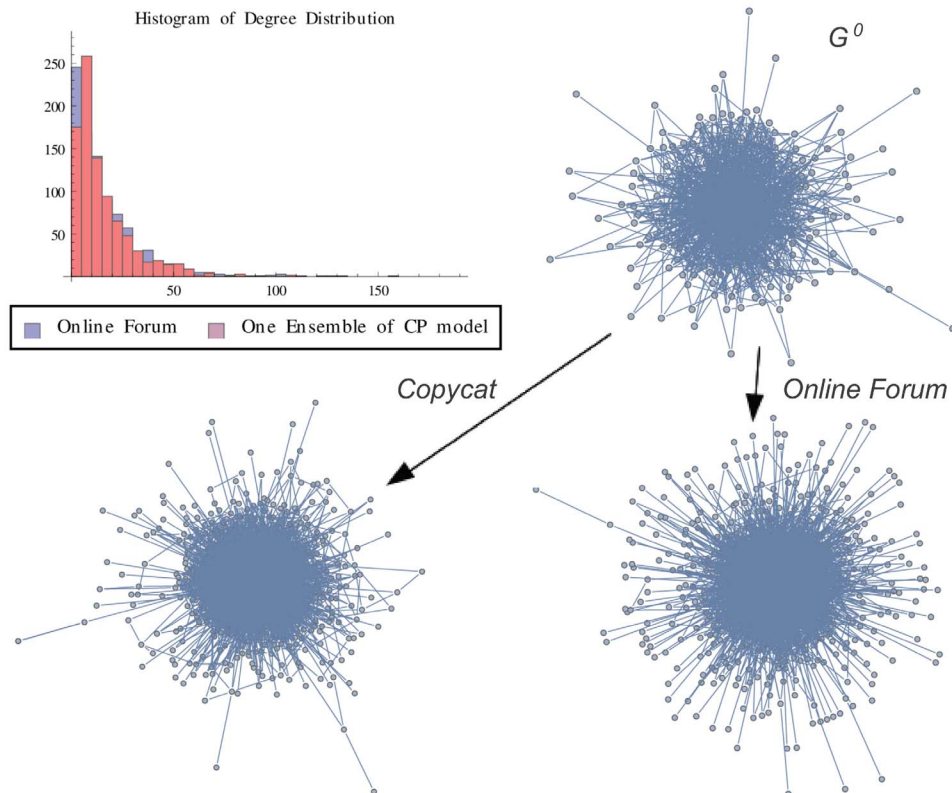 Histogram of Degree Distribution
G⁰
250
200
150
100
50
50 100 150
Online Forum One Ensemble of CP model
Copycat
Online Forum